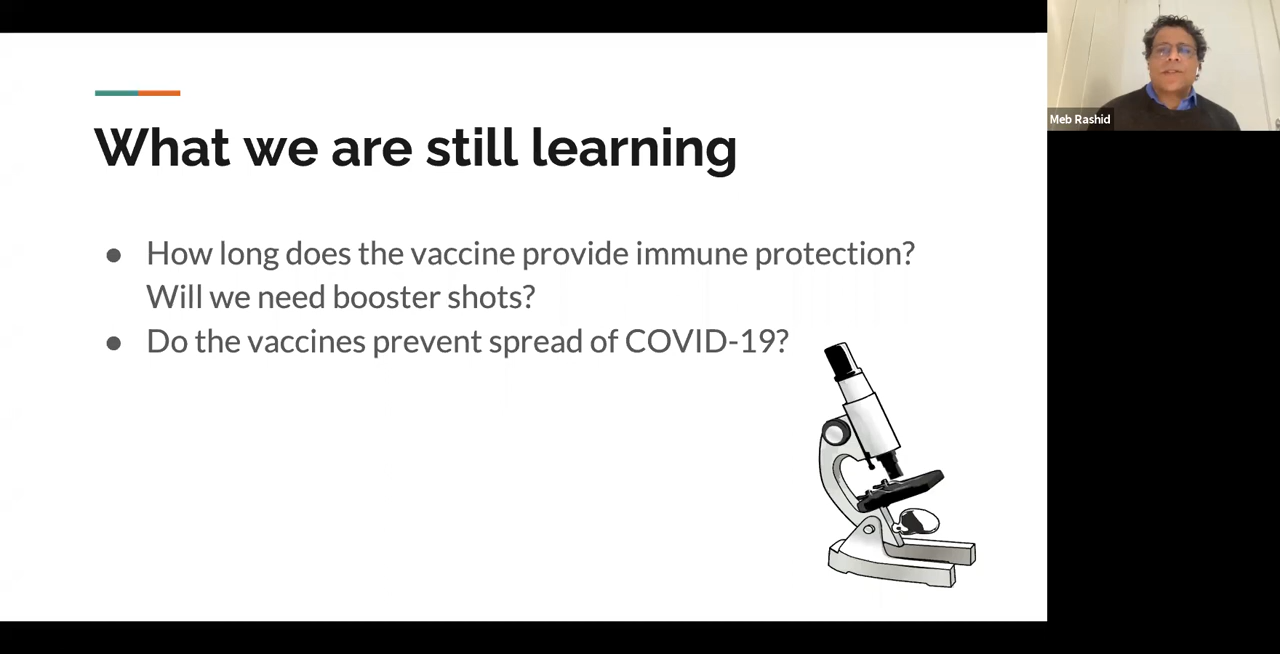 What we are still learning
● How long does the vaccine provide immune protection?
Will we need booster shots?
● Do the vaccines prevent spread of COVID-19?
Meb Rashid